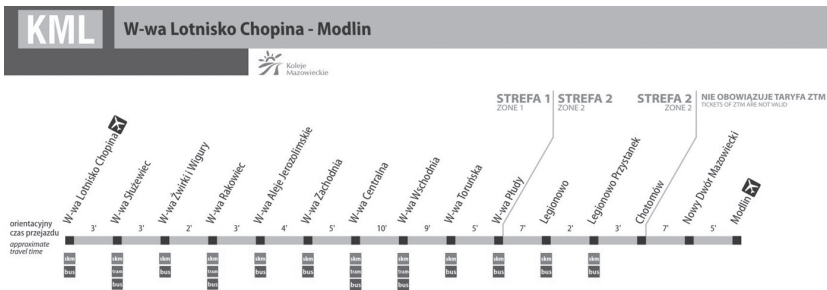 KML
W-wa Lotnisko Chopina - Modlin
Koleje
Mazowieckie
STREFA 1
ZONE 1
STREFA 2
ZONE 2
STREFA 2
ZONE 2
NIE OBOWIĄZUJE TARYFA ZTM
TICKETS OF ZTM ARE NOT VALID
W-wa Lotnisko Chopina
W-wa Służewiec
W-wa Żwirki i Wigury
W-wa Rakowiec
W-wa Aleje Jerozolimskie
W-wa Zachodnia
W-wa Centralna
W-wa Wschodnia
W-wa Toruńska
W-wa Płudy
Legionowo
Legionowo Przystanek
Chotomów
Nowy Dwór Mazowiecki
Modlin
orientacyjny
czas przejazdu
approximate
travel time
3' 3' 2' 3' 4' 5' 10' 9' 5' 7' 2' 3' 7' 5'
skm skm skm skm skm skm skm skm skm skm skm skm
bus tram bus tram bus bus tram tram bus bus bus bus
bus bus bus bus